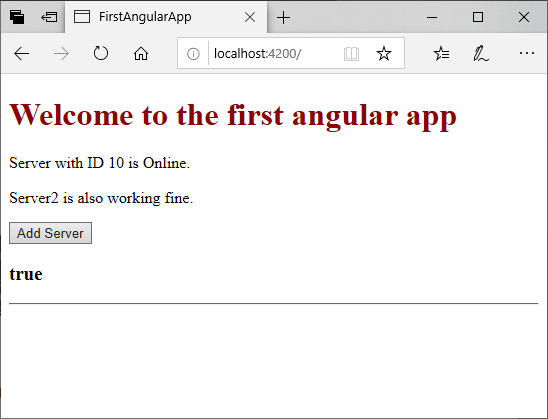 FirstAngularApp
localhost:4200/
Welcome to the first angular app
Server with ID 10 is Online.
Server2 is also working fine.
Add Server
true